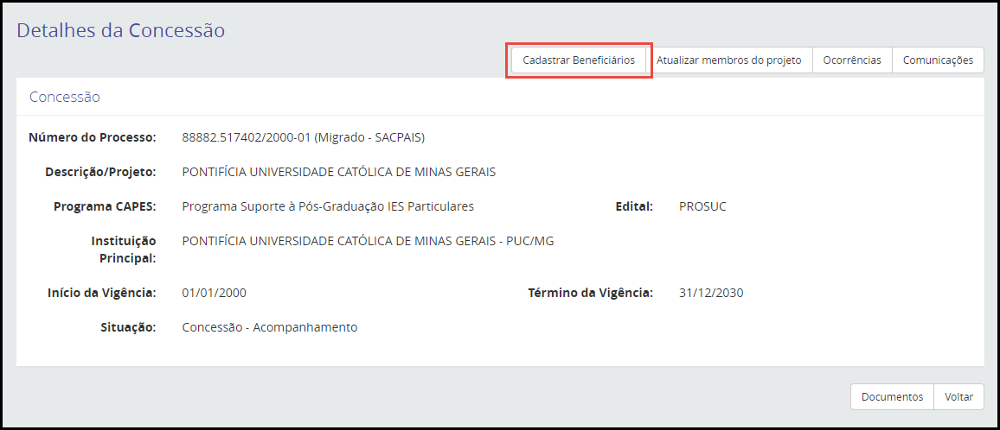 Detalhes da Concessão
Cadastrar Beneficiários Atualizar membros do projeto Ocorrências Comunicações
Concessão
Número do Processo: 88882.517402/2000-01 (Migrado - SACPAIS)
Descrição/Projeto: PONTIFÍCIA UNIVERSIDADE CATÓLICA DE MINAS GERAIS
Programa CAPES: Programa Suporte à Pós-Graduação IES Particulares Edital: PROSUC
Instituição PONTIFÍCIA UNIVERSIDADE CATÓLICA DE MINAS GERAIS - PUC/MG
Principal:
Início da Vigência: 01/01/2000 Término da Vigência: 31/12/2030
Situação: Concessão - Acompanhamento
Documentos Voltar